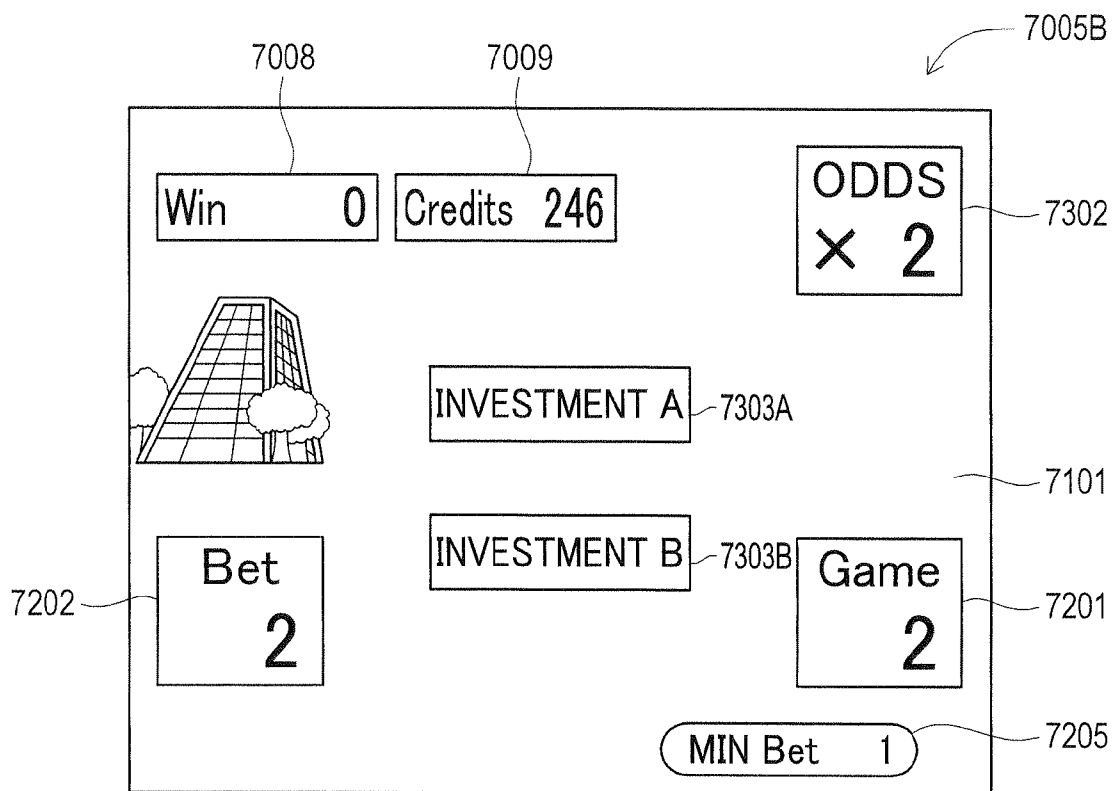 7005B
7008
7009
Win 0
Credits 246
ODDS
× 2
7302
INVESTMENT A
7303A
7101
INVESTMENT B
7303B
Bet
2
7202
Game
2
7201
MIN Bet 1
7205